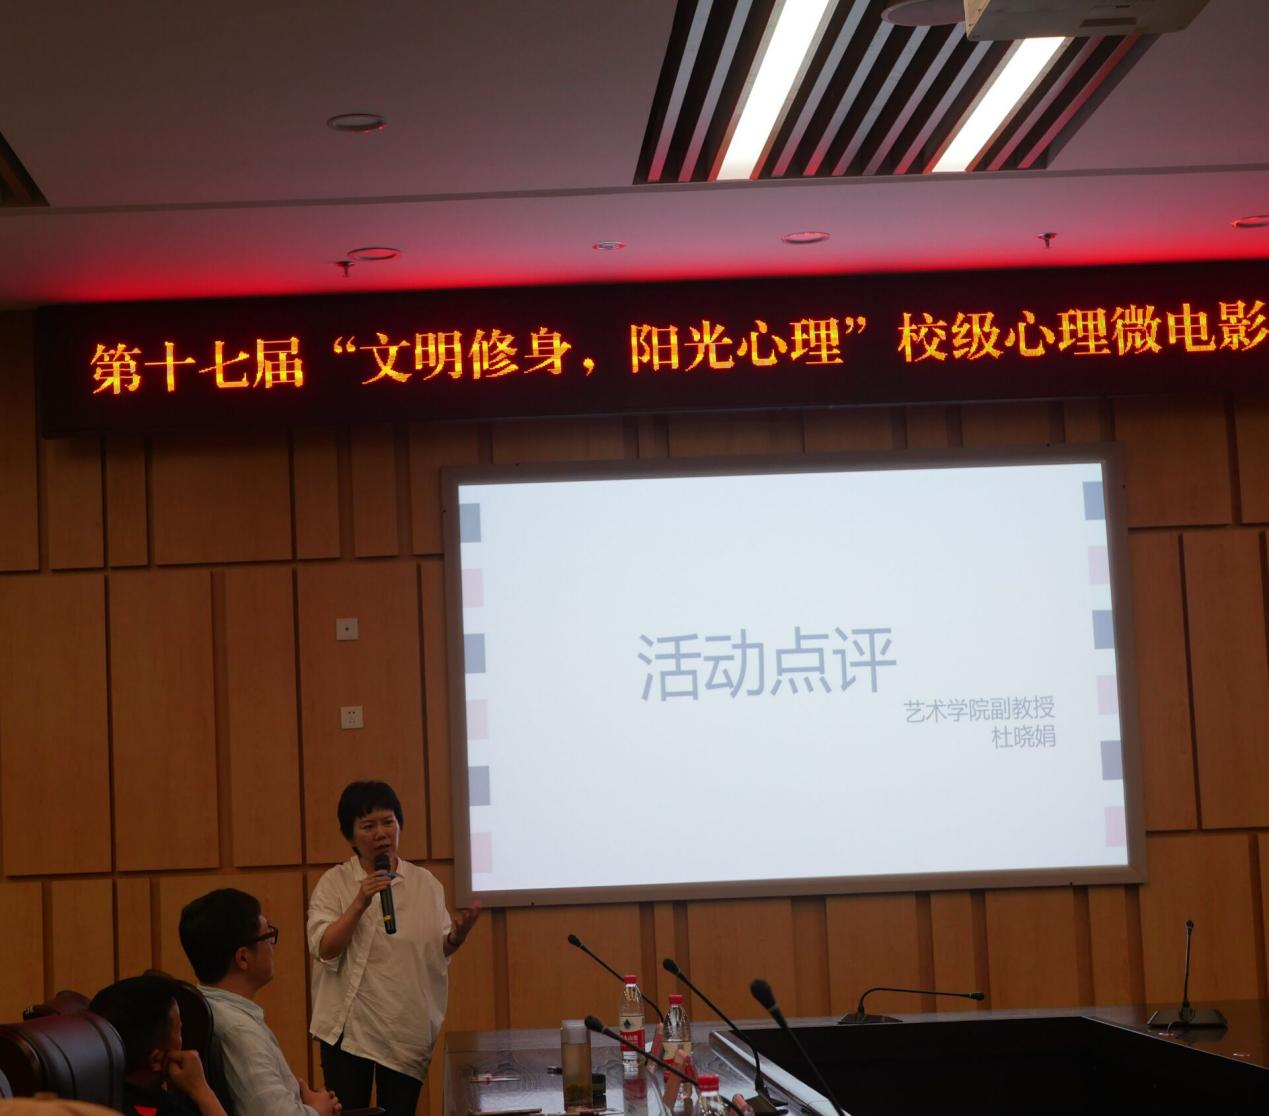 第十七届“文明修身，阳光心理”校级心理微电影
活动点评
艺术学院副教授
杜晓娟